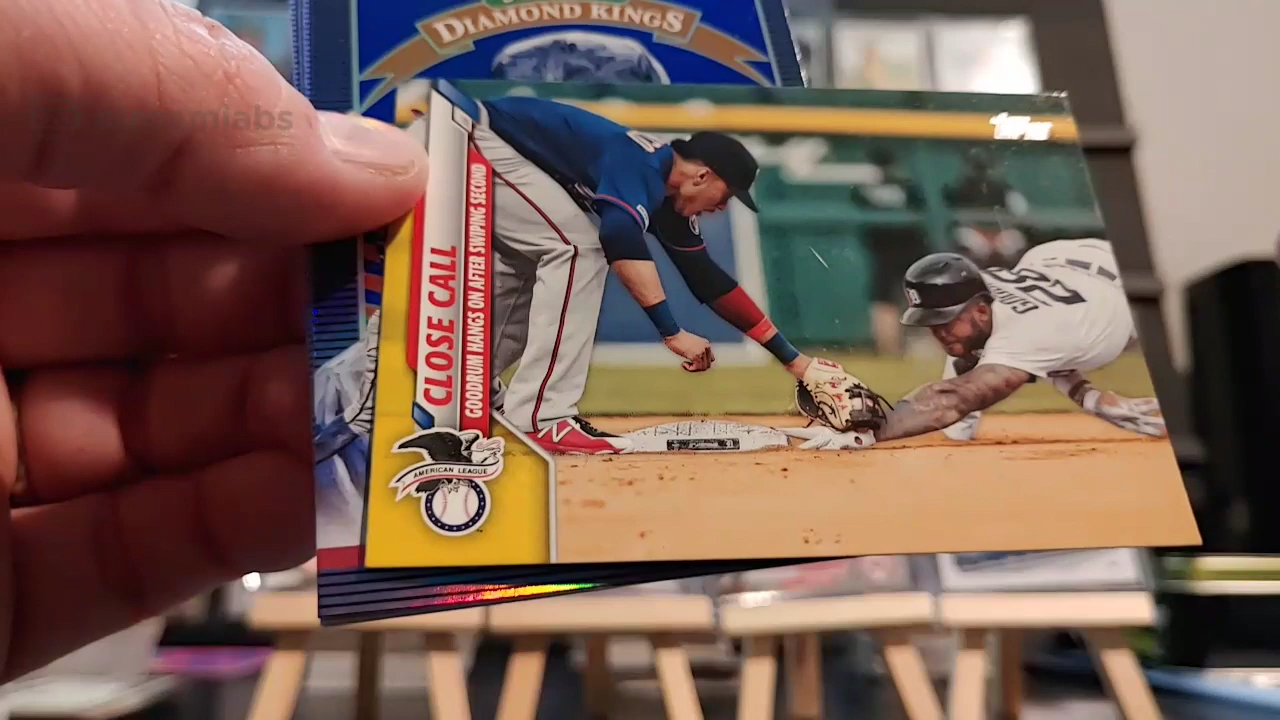 DIAMOND KINGS
Topps
CLOSE CALL
GOODRUM HANGS ON AFTER SWIPING SECOND
AMERICAN LEAGUE